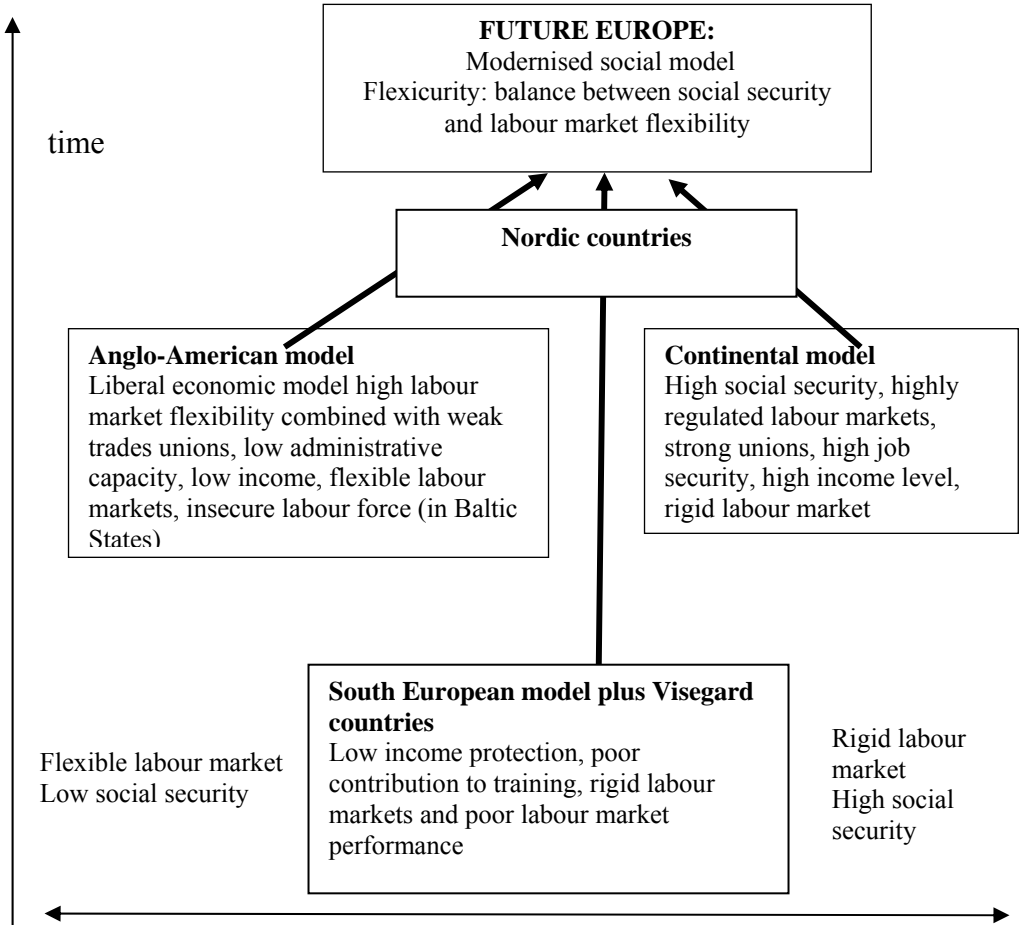 FUTURE EUROPE:
Modernised social model
Flexicurity: balance between social security
and labour market flexibility
time
Nordic countries
Anglo-American model
Liberal economic model high labour
market flexibility combined with weak
trades unions, low administrative
capacity, low income, flexible labour
markets, insecure labour force (in Baltic
States)
Continental model
High social security, highly
regulated labour markets,
strong unions, high job
security, high income level,
rigid labour market
South European model plus Visegard
countries
Low income protection, poor
contribution to training, rigid labour
markets and poor labour market
performance
Flexible labour market
Low social security
Rigid labour
market
High social
security